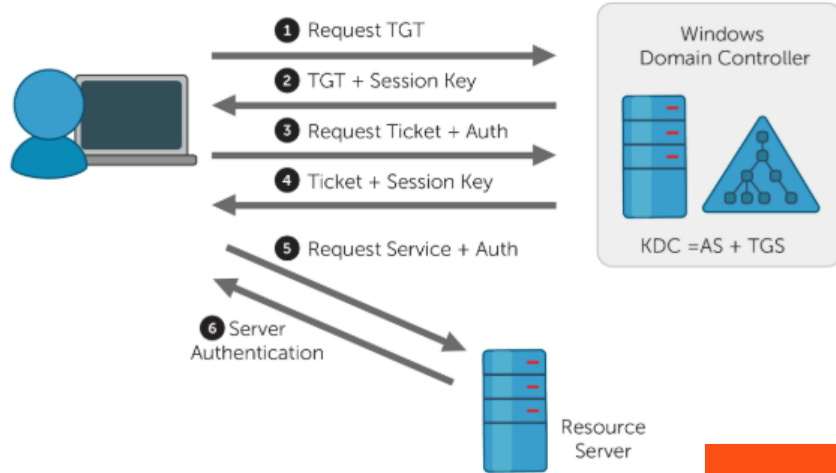 1 Request TGT
2 TGT + Session Key
3 Request Ticket + Auth
4 Ticket + Session Key
5 Request Service + Auth
6 Server
Authentication
Windows
Domain Controller
KDC =AS + TGS
Resource
Server